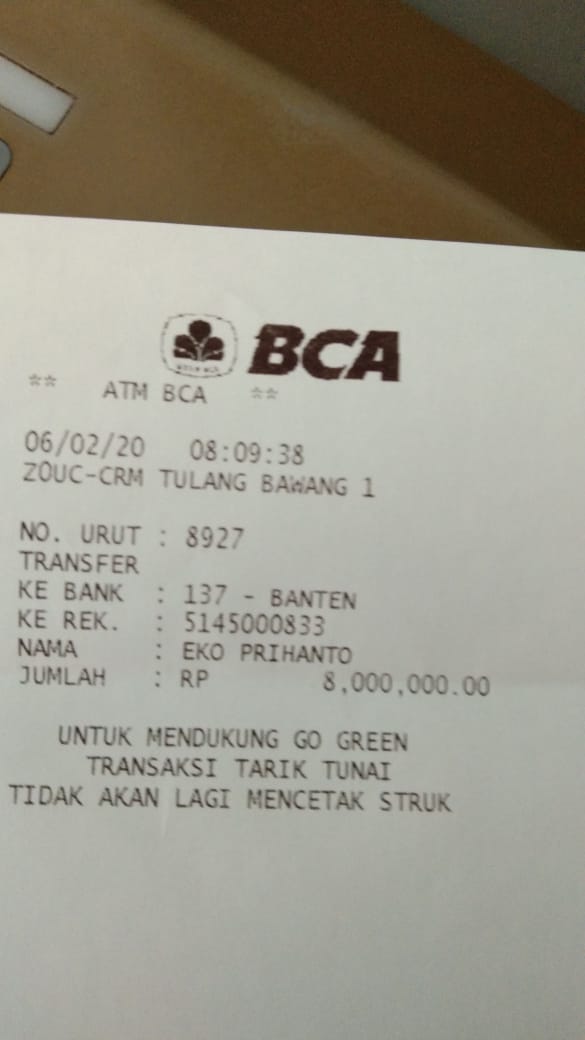 BCA
** ATM BCA **
06/02/20 08:09:38
ZOUC-CRM TULANG BAWANG 1
NO. URUT : 8927
TRANSFER
KE BANK : 137 - BANTEN
KE REK. : 5145000833
NAMA : EKO PRIHANTO
JUMLAH : RP 8,000,000.00
UNTUK MENDUKUNG GO GREEN
TRANSAKSI TARIK TUNAI
TIDAK AKAN LAGI MENCETAK STRUK